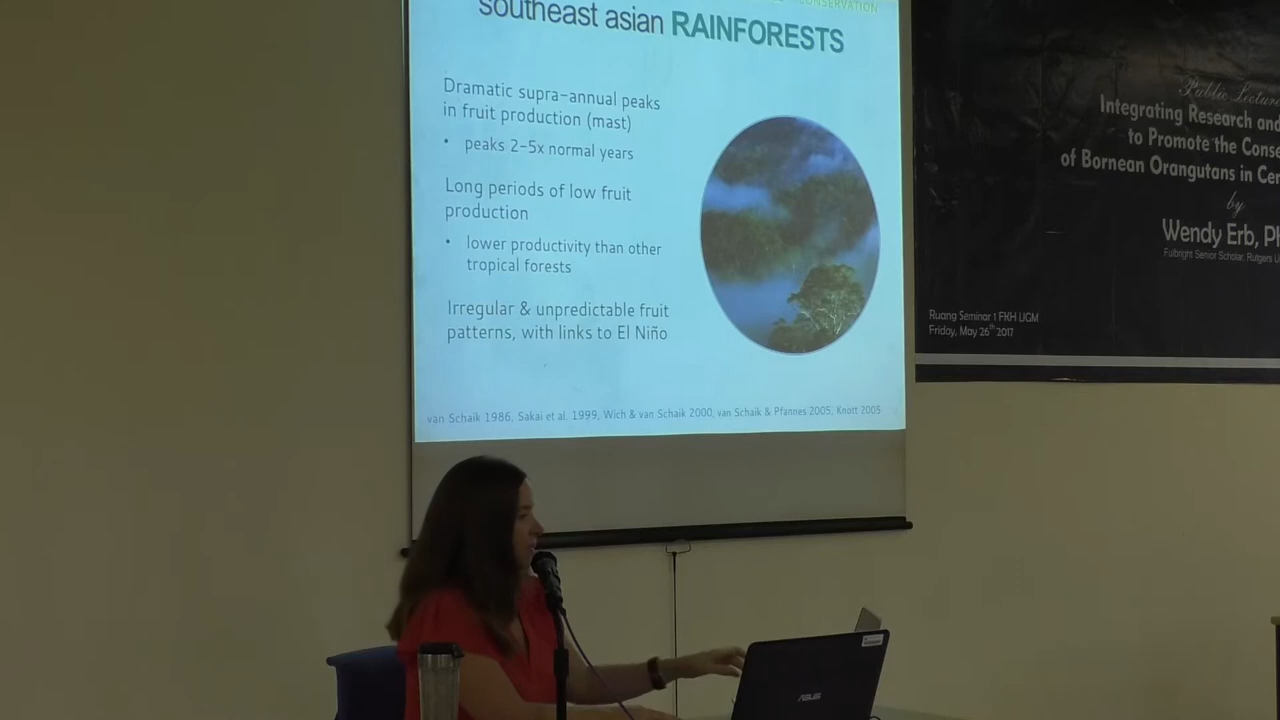 CONSERVATION
southeast asian RAINFORESTS
Dramatic supra-annual peaks
in fruit production (mast)
• peaks 2-5x normal years
Long periods of low fruit
production
• lower productivity than other
tropical forests
Irregular & unpredictable fruit
patterns, with links to El Niño
van Schaik 1986, Sakai et al. 1999, Wich & van Schaik 2000, van Schaik & Pfannes 2005, Knott 2005
Public Lecture
Integrating Research and
to Promote the Conse
of Bornean Orangutans in Cen
by
Wendy Erb, Ph
Fulbright Senior Scholar, Rutgers U
Ruang Seminar 1 FKH UGM
Friday, May 26th 2017
ASUS